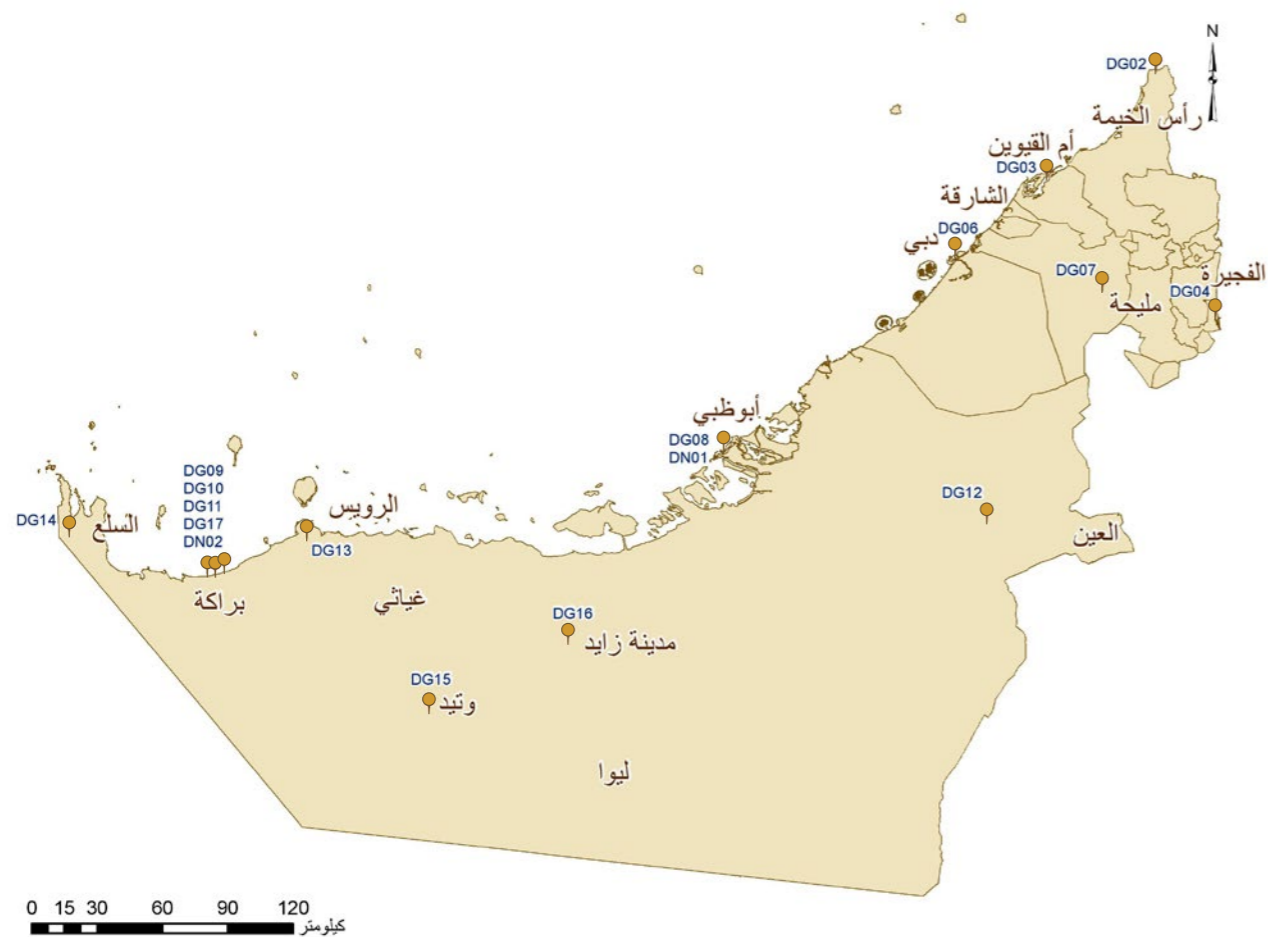 N
DG02
رأس الخيمة
أم القيوين
DG03
الشارقة
DG06
دبي
الفجيرة
DG07
DG04
مليحة
أبوظبي
DG08
DN01
DG09
DG10
DG11
DG17
DN02
DG12
الرويس
DG14
السلع
العين
DG13
براكة
غياثي
DG16
مدينة زايد
DG15
وتيد
ليوا
0 15 30 60 90 120
كيلومتر